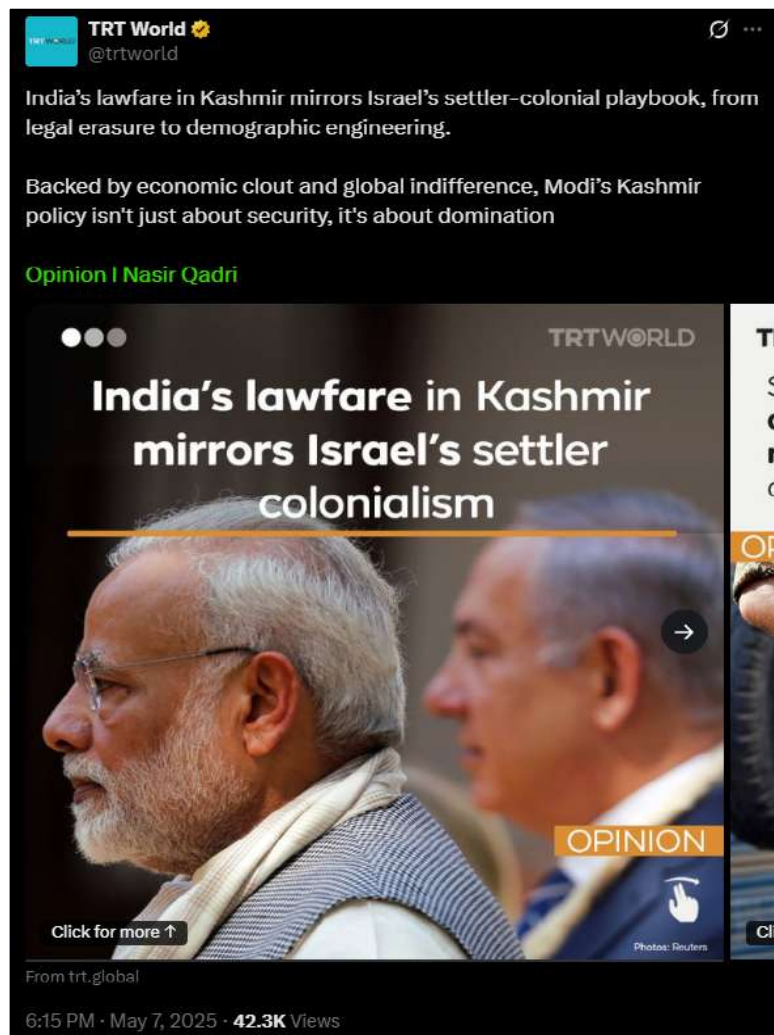 TRT WORLD
TRT World
@trtworld
India’s lawfare in Kashmir mirrors Israel’s settler-colonial playbook, from
legal erasure to demographic engineering.
Backed by economic clout and global indifference, Modi’s Kashmir
policy isn't just about security, it's about domination
Opinion I Nasir Qadri
TRTWORLD
India’s lawfare in Kashmir
mirrors Israel’s settler
colonialism
OPINION
Click for more ↑
Photos: Reuters
From trt.global
6:15 PM · May 7, 2025 · 42.3K Views